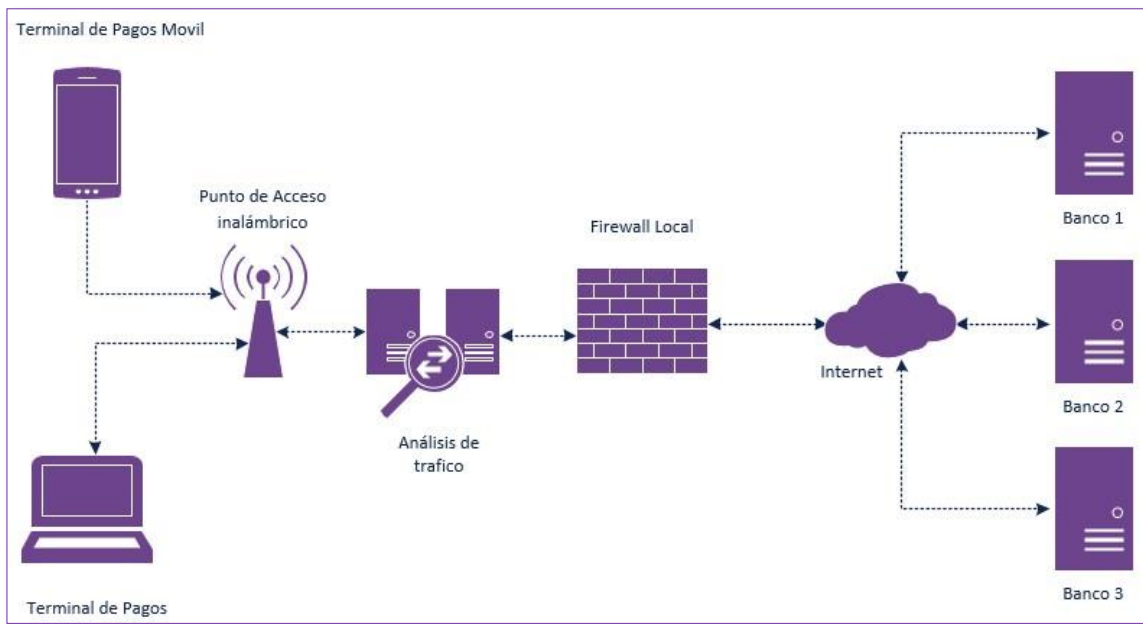 Terminal de Pagos Movil
Punto de Acceso
inalámbrico
Firewall Local
Banco 1
Internet
Banco 2
Análisis de
trafico
Banco 3
Terminal de Pagos